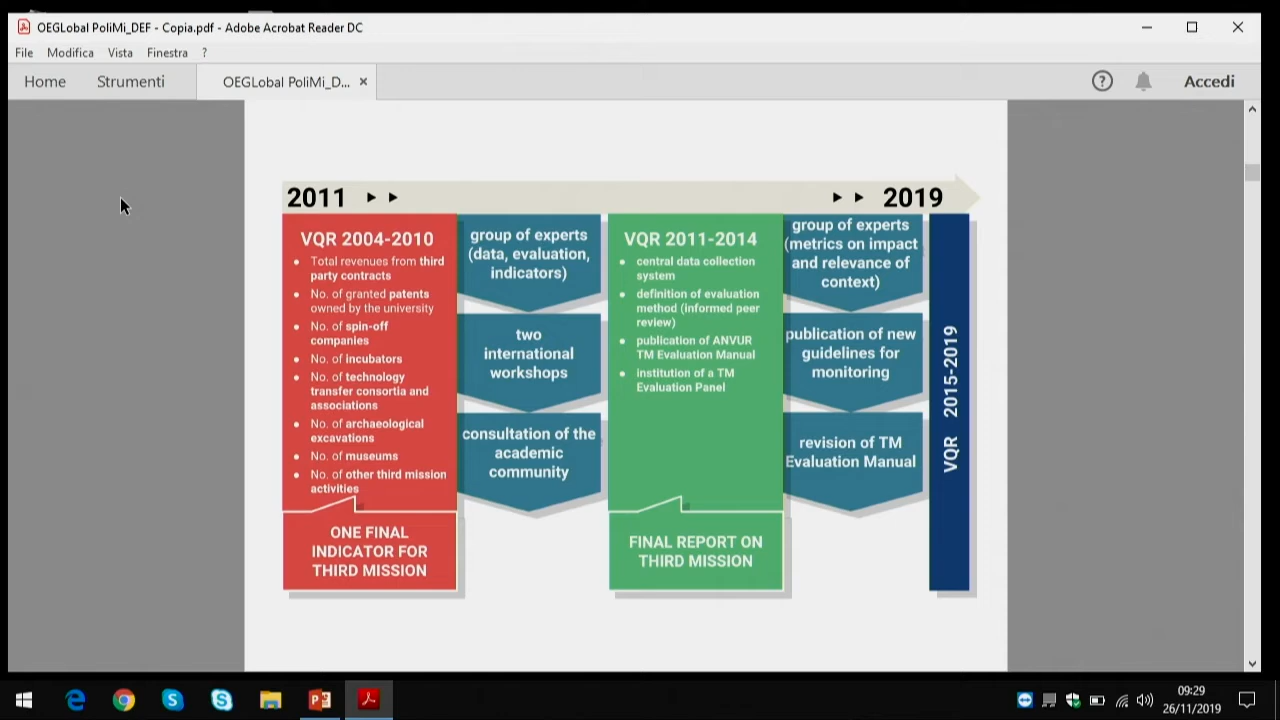 OEGLobal PoliMi_DEF - Copia.pdf - Adobe Acrobat Reader DC
File Modifica Vista Finestra ?
Home Strumenti OEGLobal PoliMi_D... × ? Accedi
2011 2019
VQR 2004-2010
• Total revenues from third
party contracts
• No. of granted patents
owned by the university
• No. of spin-off
companies
• No. of incubators
• No. of technology
transfer consortia and
associations
• No. of archaeological
excavations
• No. of museums
• No. of other third mission
activities
ONE FINAL
INDICATOR FOR
THIRD MISSION
group of experts
(data, evaluation,
indicators)
two
international
workshops
consultation of the
academic
community
VQR 2011-2014
• central data collection
system
• definition of evaluation
method (informed peer
review)
• publication of ANVUR
TM Evaluation Manual
• institution of a TM
Evaluation Panel
FINAL REPORT ON
THIRD MISSION
group of experts
(metrics on impact
and relevance of
context)
publication of new
guidelines for
monitoring
revision of TM
Evaluation Manual
VQR 2015-2019
09:29
26/11/2019